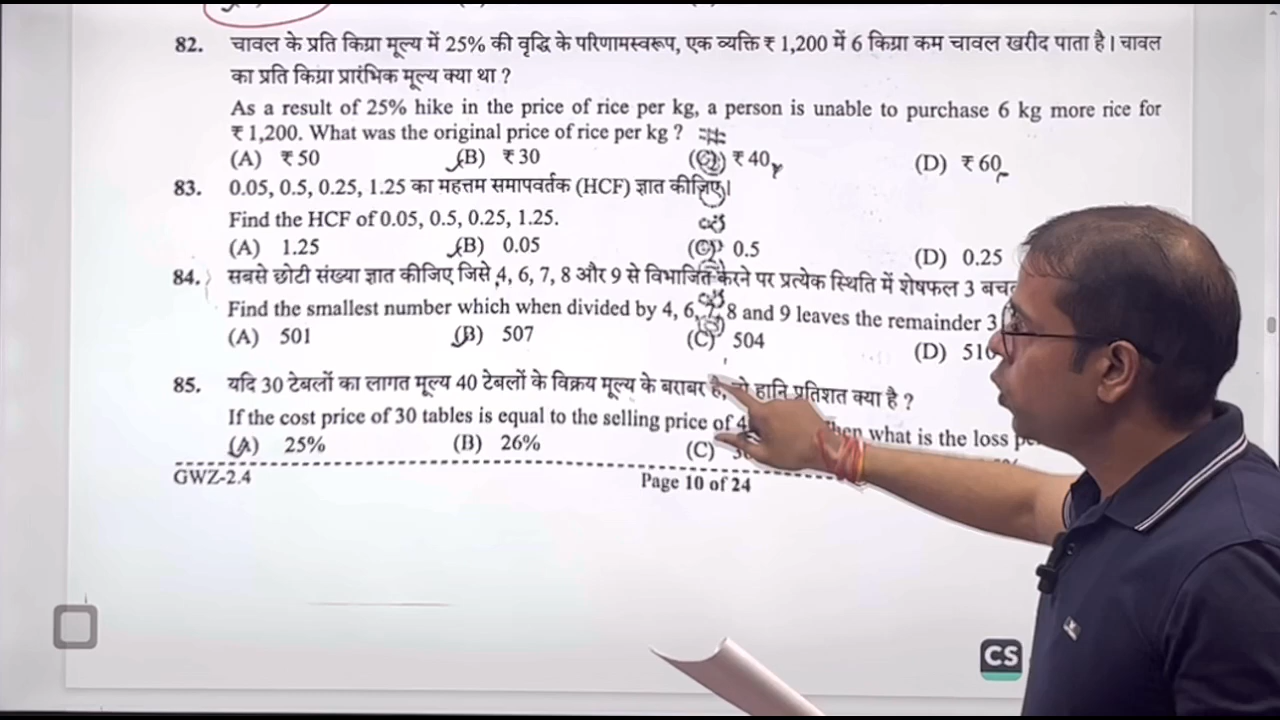 82. चावल के प्रति किग्रा मूल्य में 25% की वृद्धि के परिणामस्वरूप, एक व्यक्ति ₹ 1,200 में 6 किग्रा कम चावल खरीद पाता है। चावल
का प्रति किग्रा प्रारंभिक मूल्य क्या था ?
As a result of 25% hike in the price of rice per kg, a person is unable to purchase 6 kg more rice for
₹ 1,200. What was the original price of rice per kg ?
(A) ₹ 50 (B) ₹ 30 (C) ₹ 40 (D) ₹ 60
83. 0.05, 0.5, 0.25, 1.25 का महत्तम समापवर्तक (HCF) ज्ञात कीजिए।
Find the HCF of 0.05, 0.5, 0.25, 1.25.
(A) 1.25 (B) 0.05 (C) 0.5 (D) 0.25
84. सबसे छोटी संख्या ज्ञात कीजिए जिसे 4, 6, 7, 8 और 9 से विभाजित करने पर प्रत्येक स्थिति में शेषफल 3
Find the smallest number which when divided by 4, 6, 7, 8 and 9 leaves the remainder 3
(A) 501 (B) 507 (C) 504 (D)
85. यदि 30 टेबलों का लागत मूल्य 40 टेबलों के विक्रय मूल्य के बराबर है, हानि प्रतिशत क्या है ?
If the cost price of 30 tables is equal to the selling price of what is the loss
(A) 25% (B) 26% (C)
GWZ-2.4 Page 10 of 24
CS